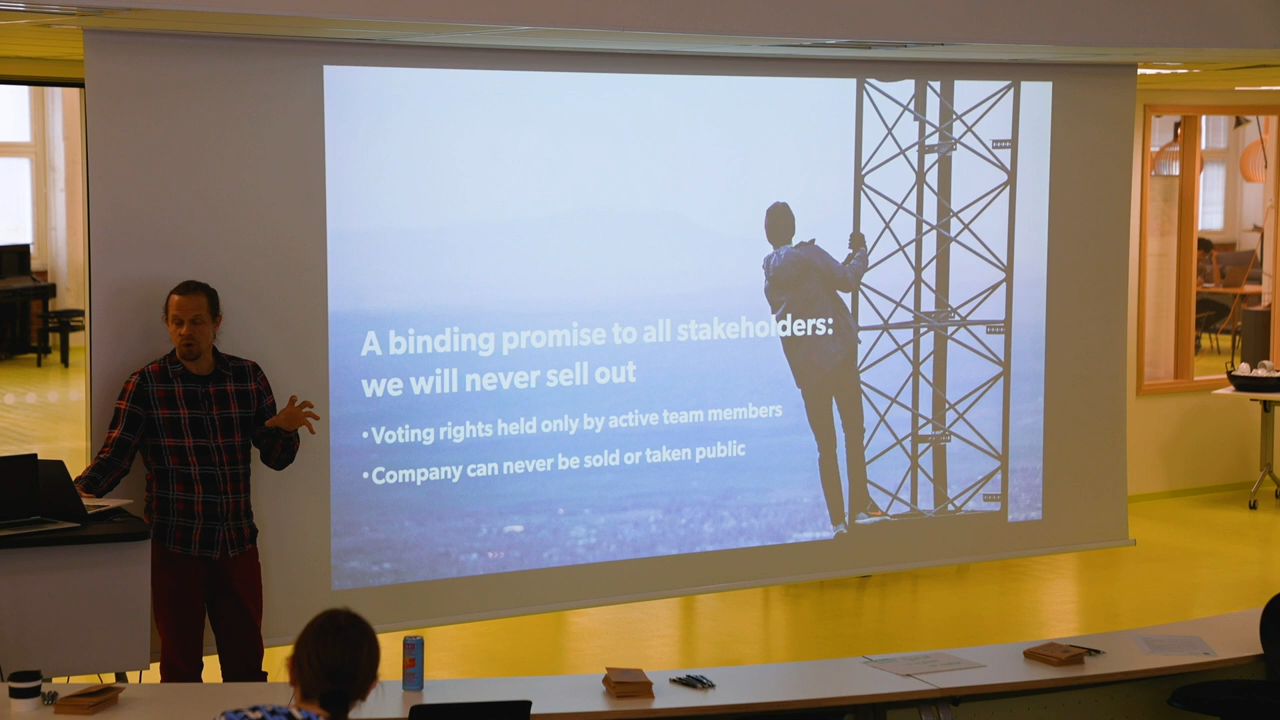 A binding promise to all stakeholders:
we will never sell out
• Voting rights held only by active team members
• Company can never be sold or taken public